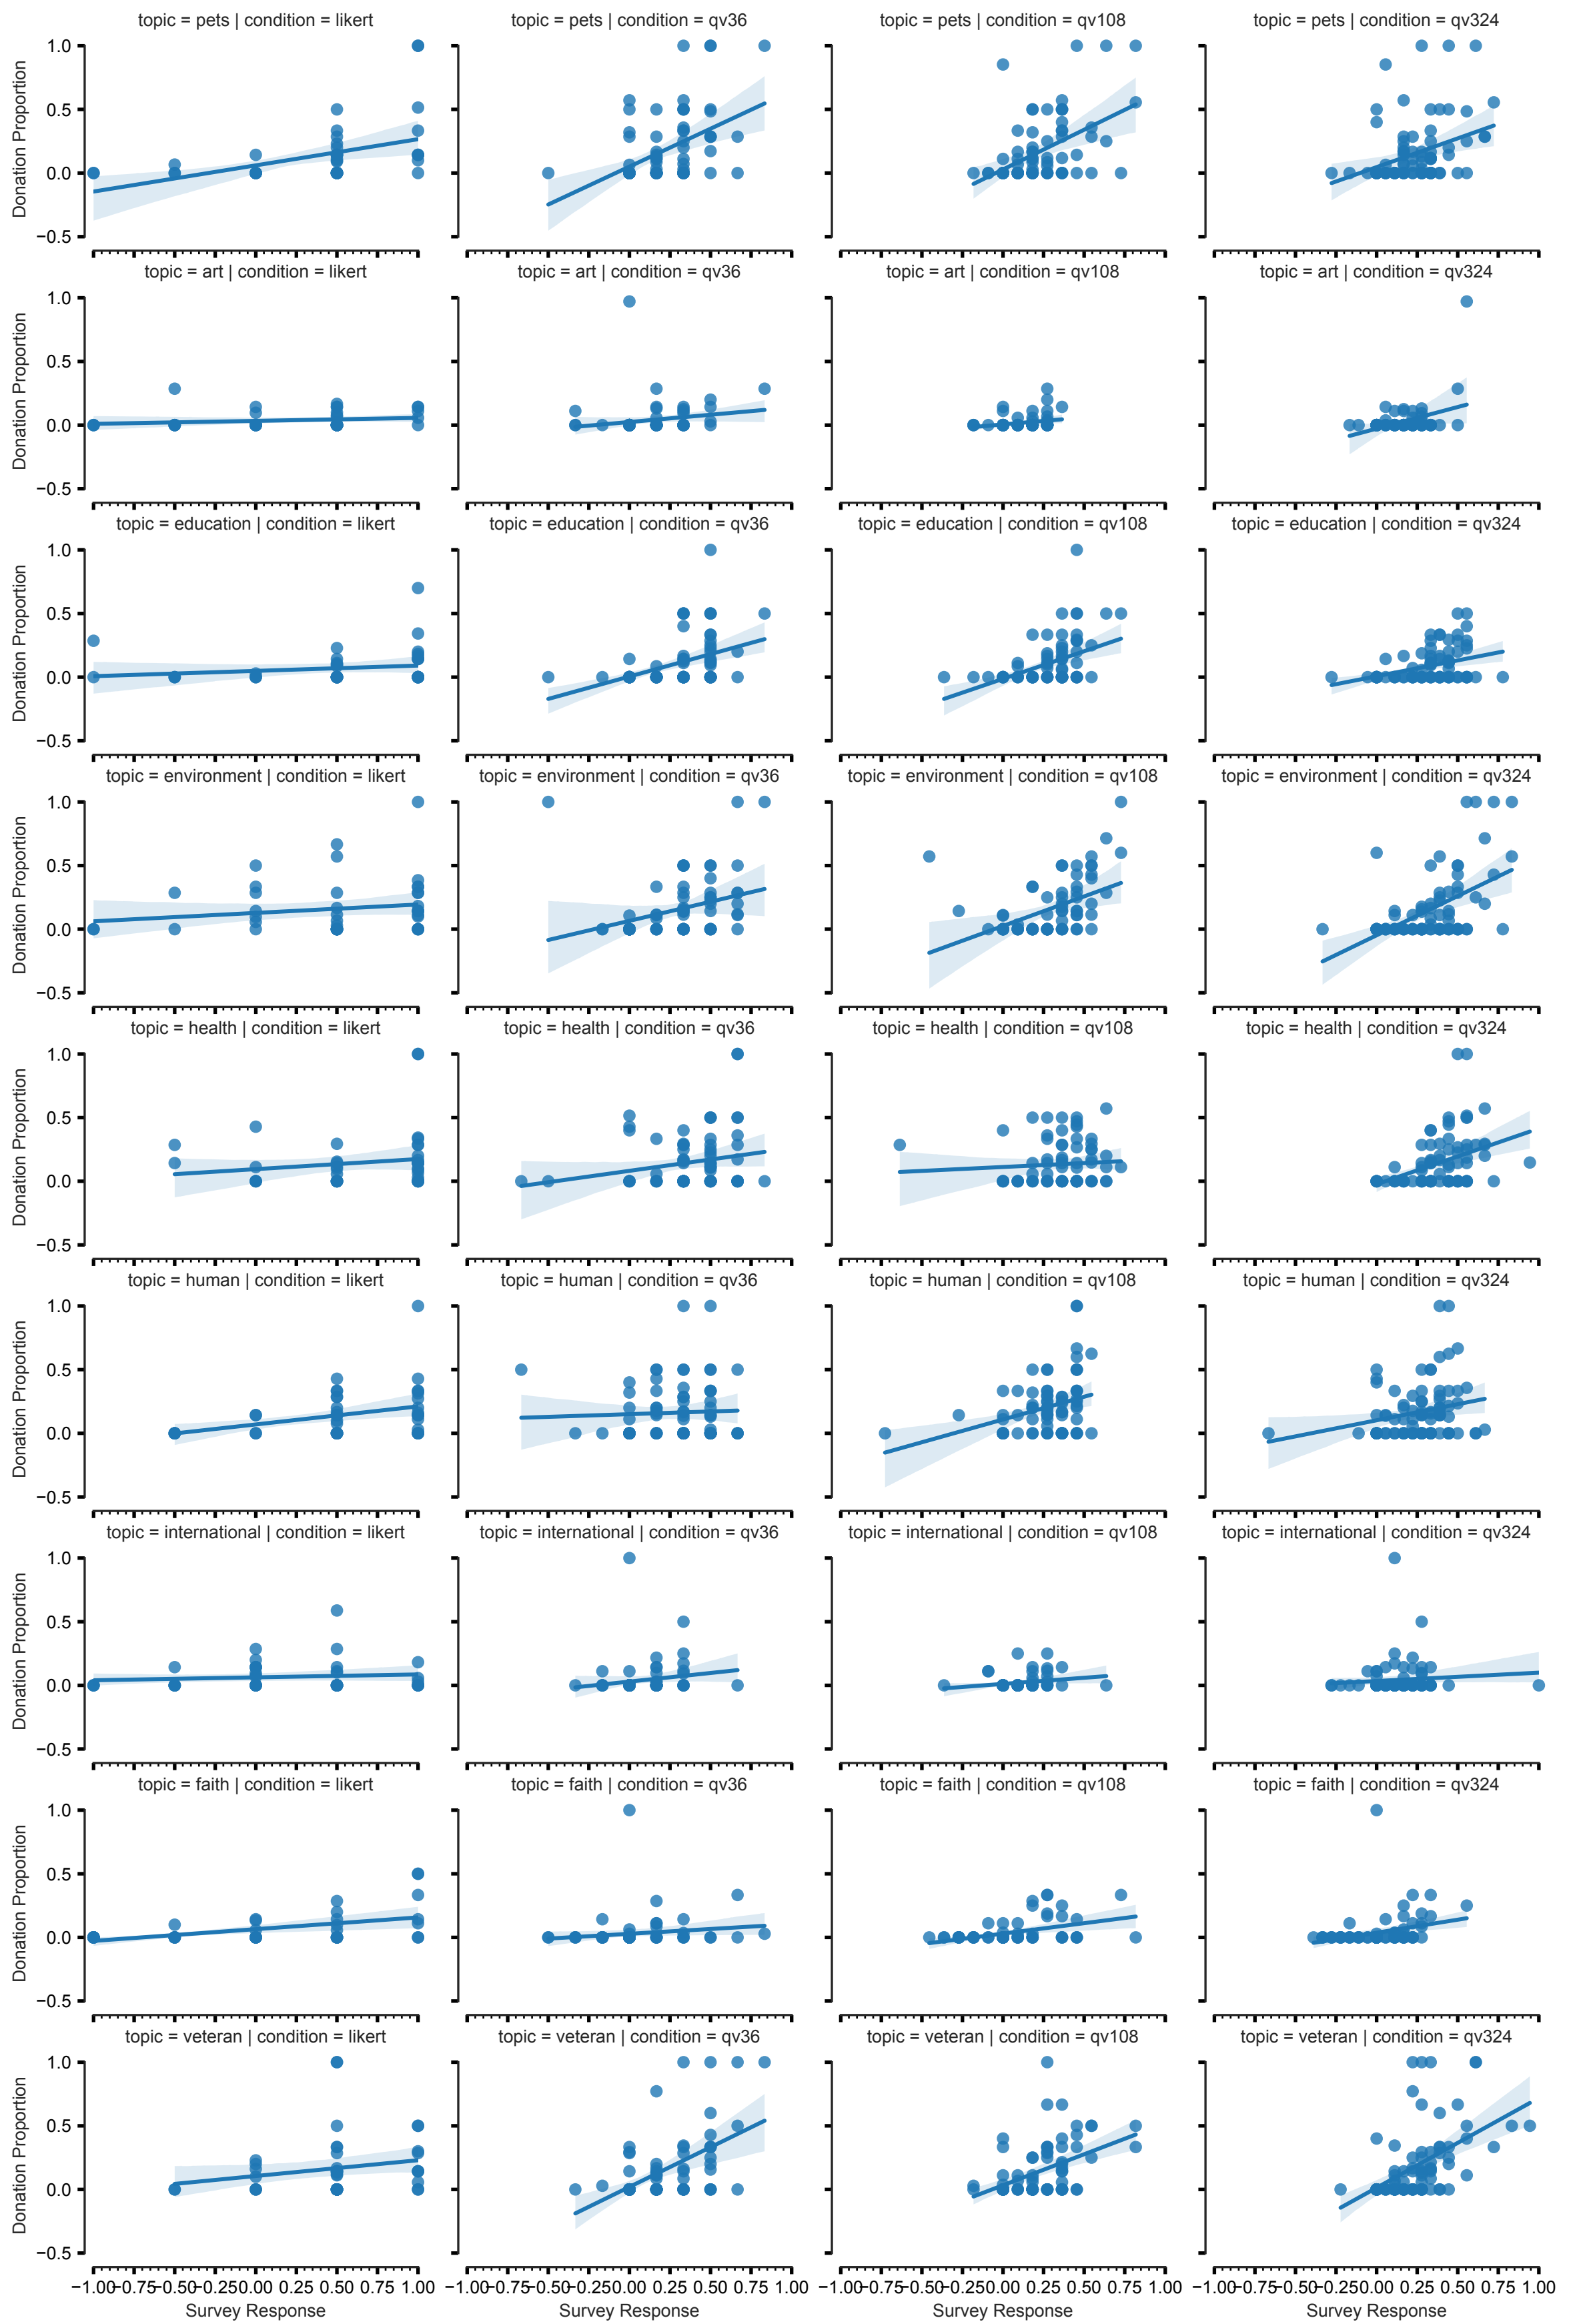 topic = pets | condition = likert
topic = pets | condition = qv36
topic = pets | condition = qv108
topic = pets | condition = qv324
Donation Proportion
1.0
0.5
0.0
−0.5
topic = art | condition = likert
topic = art | condition = qv36
topic = art | condition = qv108
topic = art | condition = qv324
Donation Proportion
1.0
0.5
0.0
−0.5
topic = education | condition = likert
topic = education | condition = qv36
topic = education | condition = qv108
topic = education | condition = qv324
Donation Proportion
1.0
0.5
0.0
−0.5
topic = environment | condition = likert
topic = environment | condition = qv36
topic = environment | condition = qv108
topic = environment | condition = qv324
Donation Proportion
1.0
0.5
0.0
−0.5
topic = health | condition = likert
topic = health | condition = qv36
topic = health | condition = qv108
topic = health | condition = qv324
Donation Proportion
1.0
0.5
0.0
−0.5
topic = human | condition = likert
topic = human | condition = qv36
topic = human | condition = qv108
topic = human | condition = qv324
Donation Proportion
1.0
0.5
0.0
−0.5
topic = international | condition = likert
topic = international | condition = qv36
topic = international | condition = qv108
topic = international | condition = qv324
Donation Proportion
1.0
0.5
0.0
−0.5
topic = faith | condition = likert
topic = faith | condition = qv36
topic = faith | condition = qv108
topic = faith | condition = qv324
Donation Proportion
1.0
0.5
0.0
−0.5
topic = veteran | condition = likert
topic = veteran | condition = qv36
topic = veteran | condition = qv108
topic = veteran | condition = qv324
Donation Proportion
1.0
0.5
0.0
−0.5
−1.00 −0.75 −0.50 −0.25 0.00 0.25 0.50 0.75 1.00
−1.00 −0.75 −0.50 −0.25 0.00 0.25 0.50 0.75 1.00
−1.00 −0.75 −0.50 −0.25 0.00 0.25 0.50 0.75 1.00
−1.00 −0.75 −0.50 −0.25 0.00 0.25 0.50 0.75 1.00
Survey Response
Survey Response
Survey Response
Survey Response